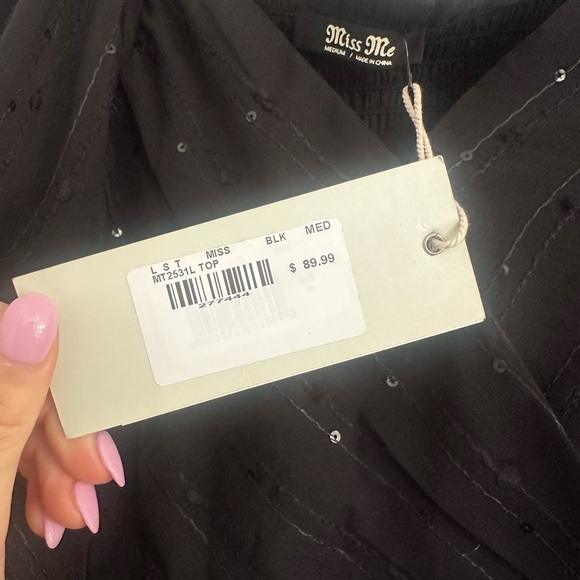 Miss Me
MEDIUM / MADE IN CHINA
L S T MISS BLK MED
MT2531L TOP
$ 89.99
277444